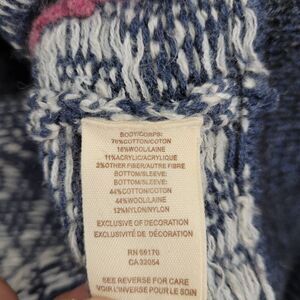 BODY/CORPS:
70%COTTON/COTON
16%WOOL/LAINE
11%ACRYLIC/ACRYLIQUE
3%OTHER FIBER/AUTRE FIBRE
BOTTOM/SLEEVE:
BOTTOM/SLEEVE:
44%COTTON/COTON
44%WOOL/LAINE
12%NYLON/NYLON
EXCLUSIVE OF DECORATION
EXCLUSIVITÉ DE DÉCORATION
RN 66170
CA 32054
SEE REVERSE FOR CARE
VOIR L'INVERSE POUR LE SOIN